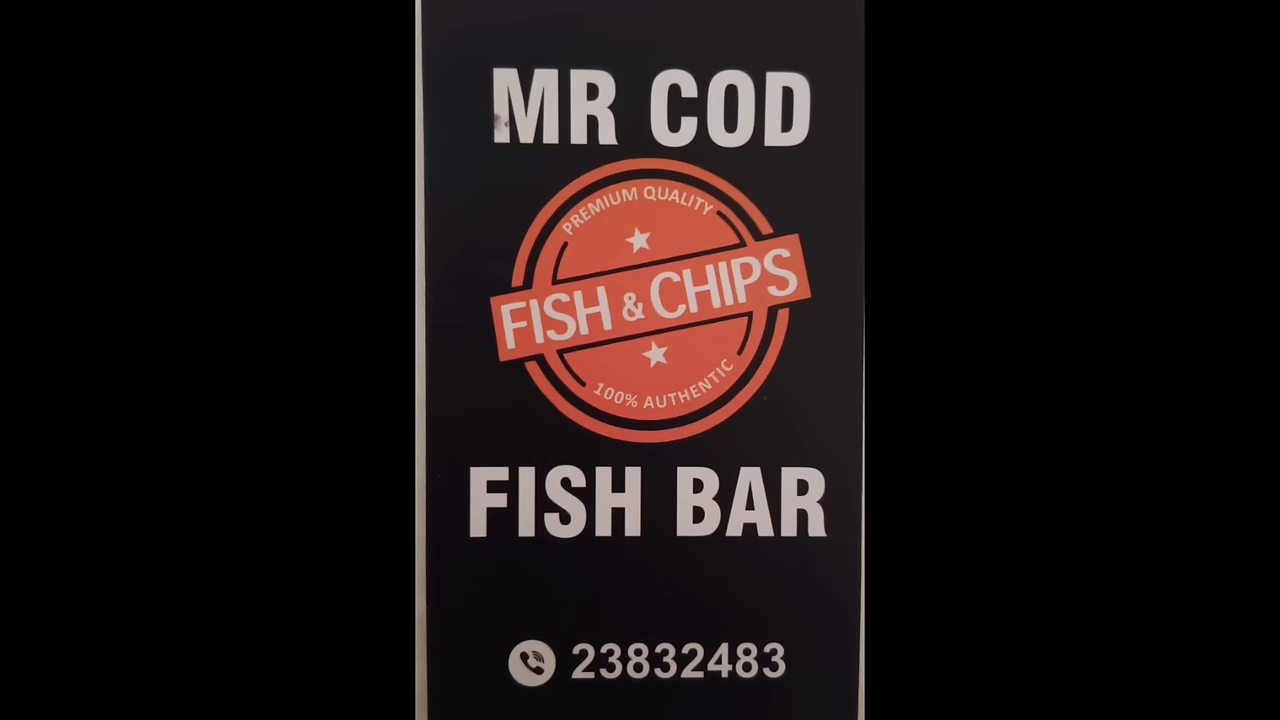 MR COD
PREMIUM QUALITY
FISH & CHIPS
100% AUTHENTIC
FISH BAR
23832483